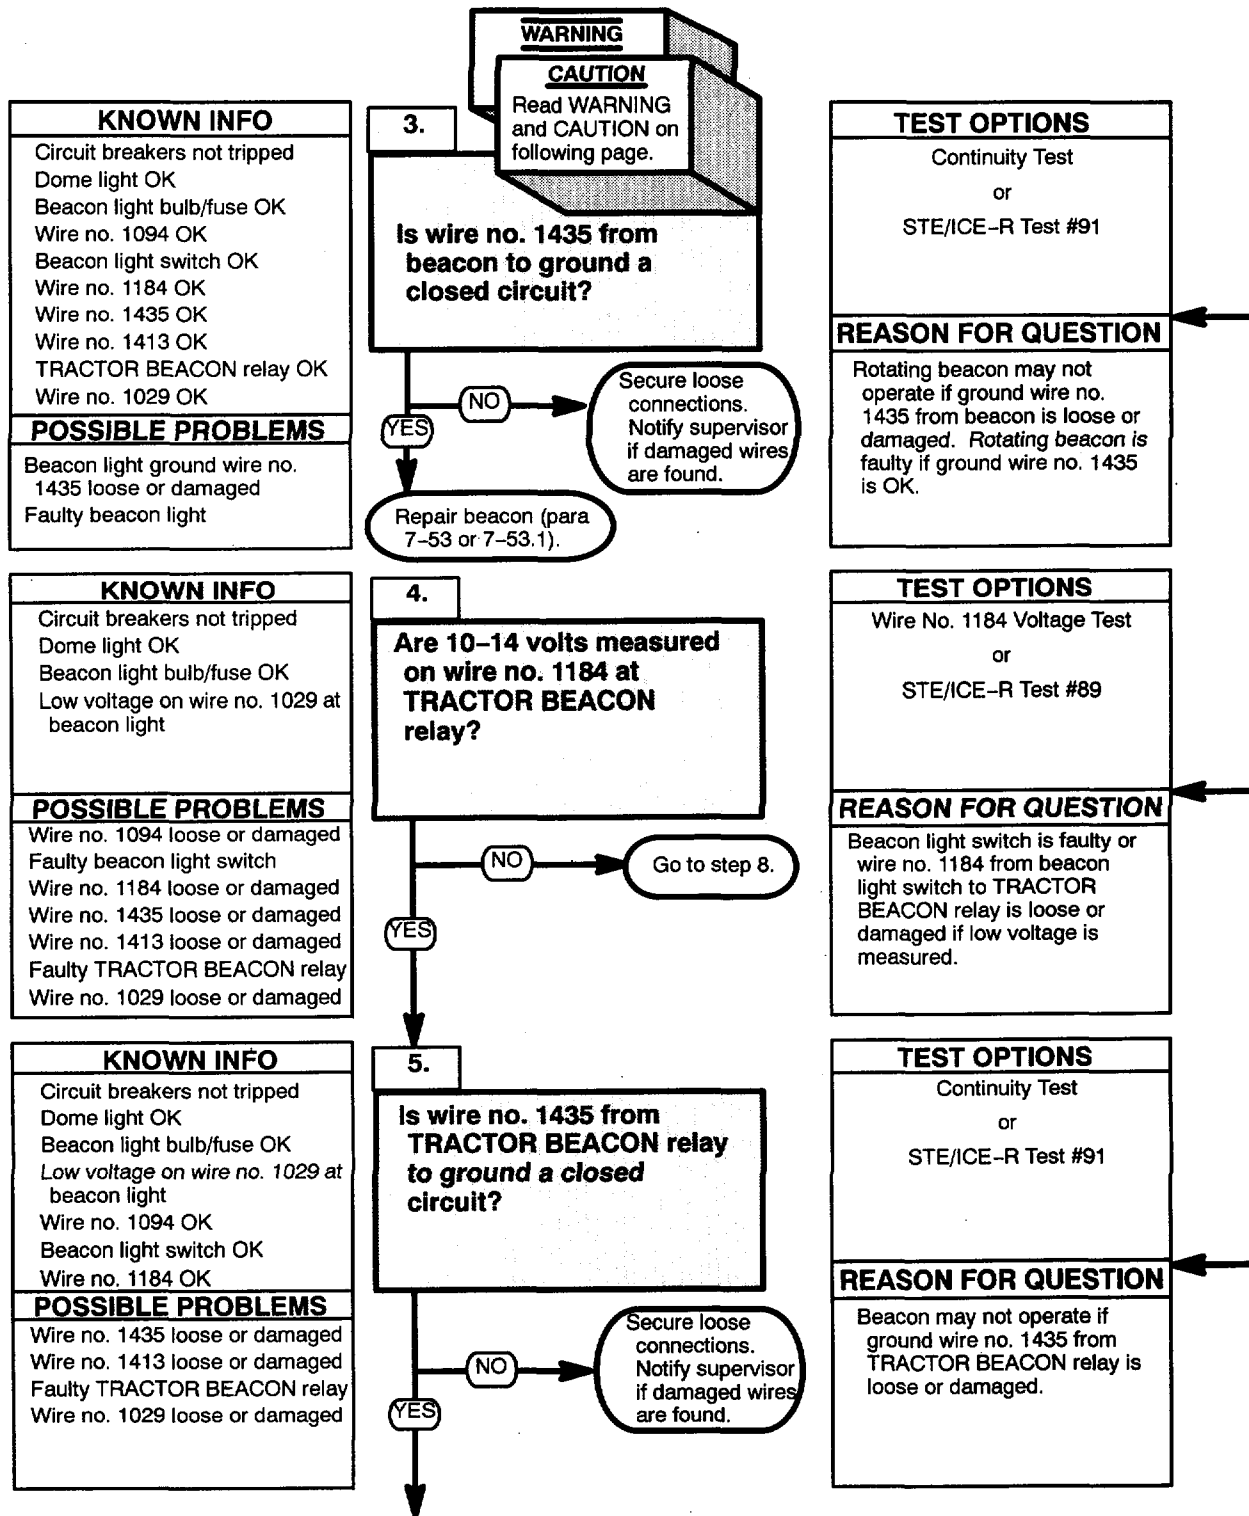 WARNING
CAUTION
Read WARNING
and CAUTION on
following page.
KNOWN INFO
Circuit breakers not tripped
Dome light OK
Beacon light bulb/fuse OK
Wire no. 1094 OK
Beacon light switch OK
Wire no. 1184 OK
Wire no. 1435 OK
Wire no. 1413 OK
TRACTOR BEACON relay OK
Wire no. 1029 OK
POSSIBLE PROBLEMS
Beacon light ground wire no.
1435 loose or damaged
Faulty beacon light
3.
Is wire no. 1435 from
beacon to ground a
closed circuit?
NO
YES
Secure loose
connections.
Notify supervisor
if damaged wires
are found.
Repair beacon (para
7–53 or 7–53.1).
TEST OPTIONS
Continuity Test
or
STE/ICE–R Test #91
REASON FOR QUESTION
Rotating beacon may not
operate if ground wire no.
1435 from beacon is loose or
damaged. Rotating beacon is
faulty if ground wire no. 1435
is OK.
KNOWN INFO
Circuit breakers not tripped
Dome light OK
Beacon light bulb/fuse OK
Low voltage on wire no. 1029 at
beacon light
POSSIBLE PROBLEMS
Wire no. 1094 loose or damaged
Faulty beacon light switch
Wire no. 1184 loose or damaged
Wire no. 1435 loose or damaged
Wire no. 1413 loose or damaged
Faulty TRACTOR BEACON relay
Wire no. 1029 loose or damaged
4.
Are 10–14 volts measured
on wire no. 1184 at
TRACTOR BEACON
relay?
NO
Go to step 8.
YES
TEST OPTIONS
Wire No. 1184 Voltage Test
or
STE/ICE–R Test #89
REASON FOR QUESTION
Beacon light switch is faulty or
wire no. 1184 from beacon
light switch to TRACTOR
BEACON relay is loose or
damaged if low voltage is
measured.
KNOWN INFO
Circuit breakers not tripped
Dome light OK
Beacon light bulb/fuse OK
Low voltage on wire no. 1029 at
beacon light
Wire no. 1094 OK
Beacon light switch OK
Wire no. 1184 OK
POSSIBLE PROBLEMS
Wire no. 1435 loose or damaged
Wire no. 1413 loose or damaged
Faulty TRACTOR BEACON relay
Wire no. 1029 loose or damaged
5.
Is wire no. 1435 from
TRACTOR BEACON relay
to ground a closed
circuit?
NO
YES
Secure loose
connections.
Notify supervisor
if damaged wires
are found.
TEST OPTIONS
Continuity Test
or
STE/ICE–R Test #91
REASON FOR QUESTION
Beacon may not operate if
ground wire no. 1435 from
TRACTOR BEACON relay is
loose or damaged.